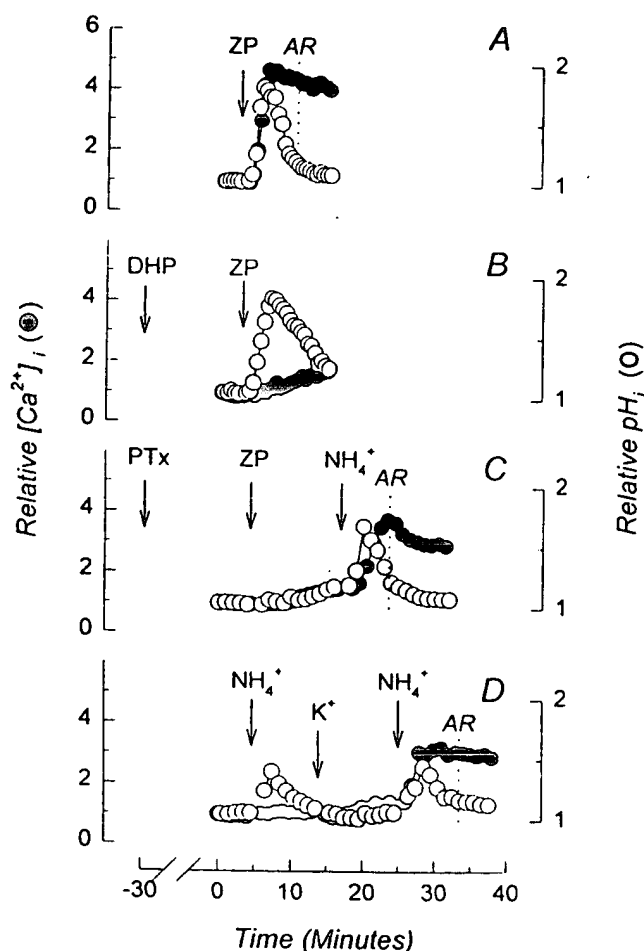 6
4
2
0
ZP
AR
A
2
1
DHP
ZP
B
4
2
0
2
1
PTx
ZP
NH₄⁺
AR
C
4
2
0
2
1
NH₄⁺
K⁺
NH₄⁺
AR
D
4
2
0
2
1
Relative [Ca²⁺]ᵢ (●)
Relative pHᵢ (O)
-30
0
10
20
30
40
Time (Minutes)